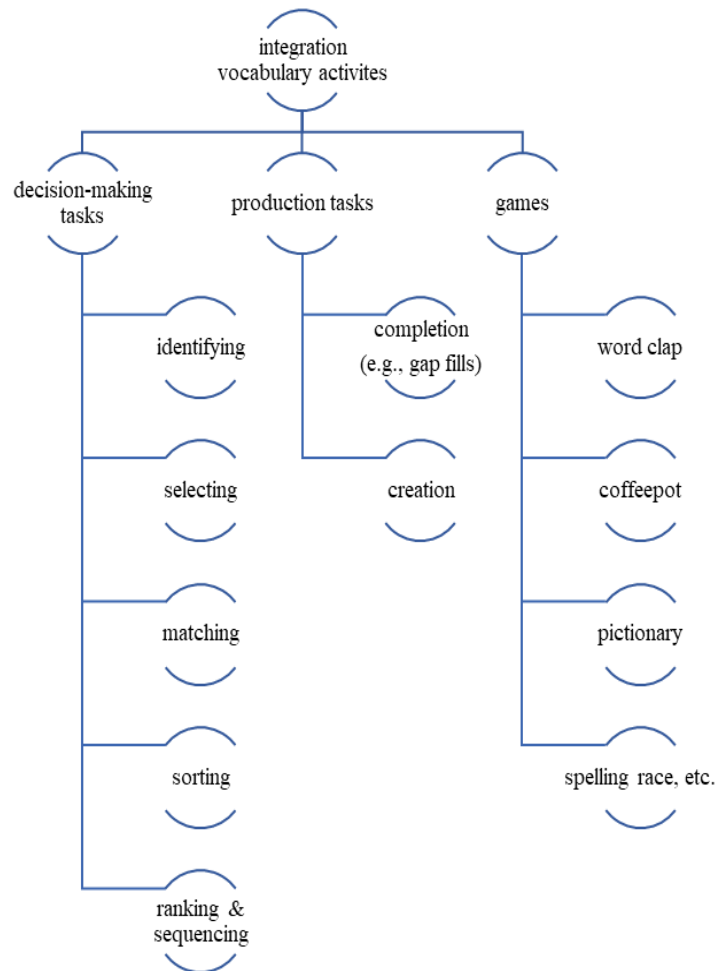 integration
vocabulary activites
decision-making
tasks
production tasks
games
identifying
selecting
matching
sorting
ranking &
sequencing
completion
(e.g., gap fills)
creation
word clap
coffeepot
pictionary
spelling race, etc.